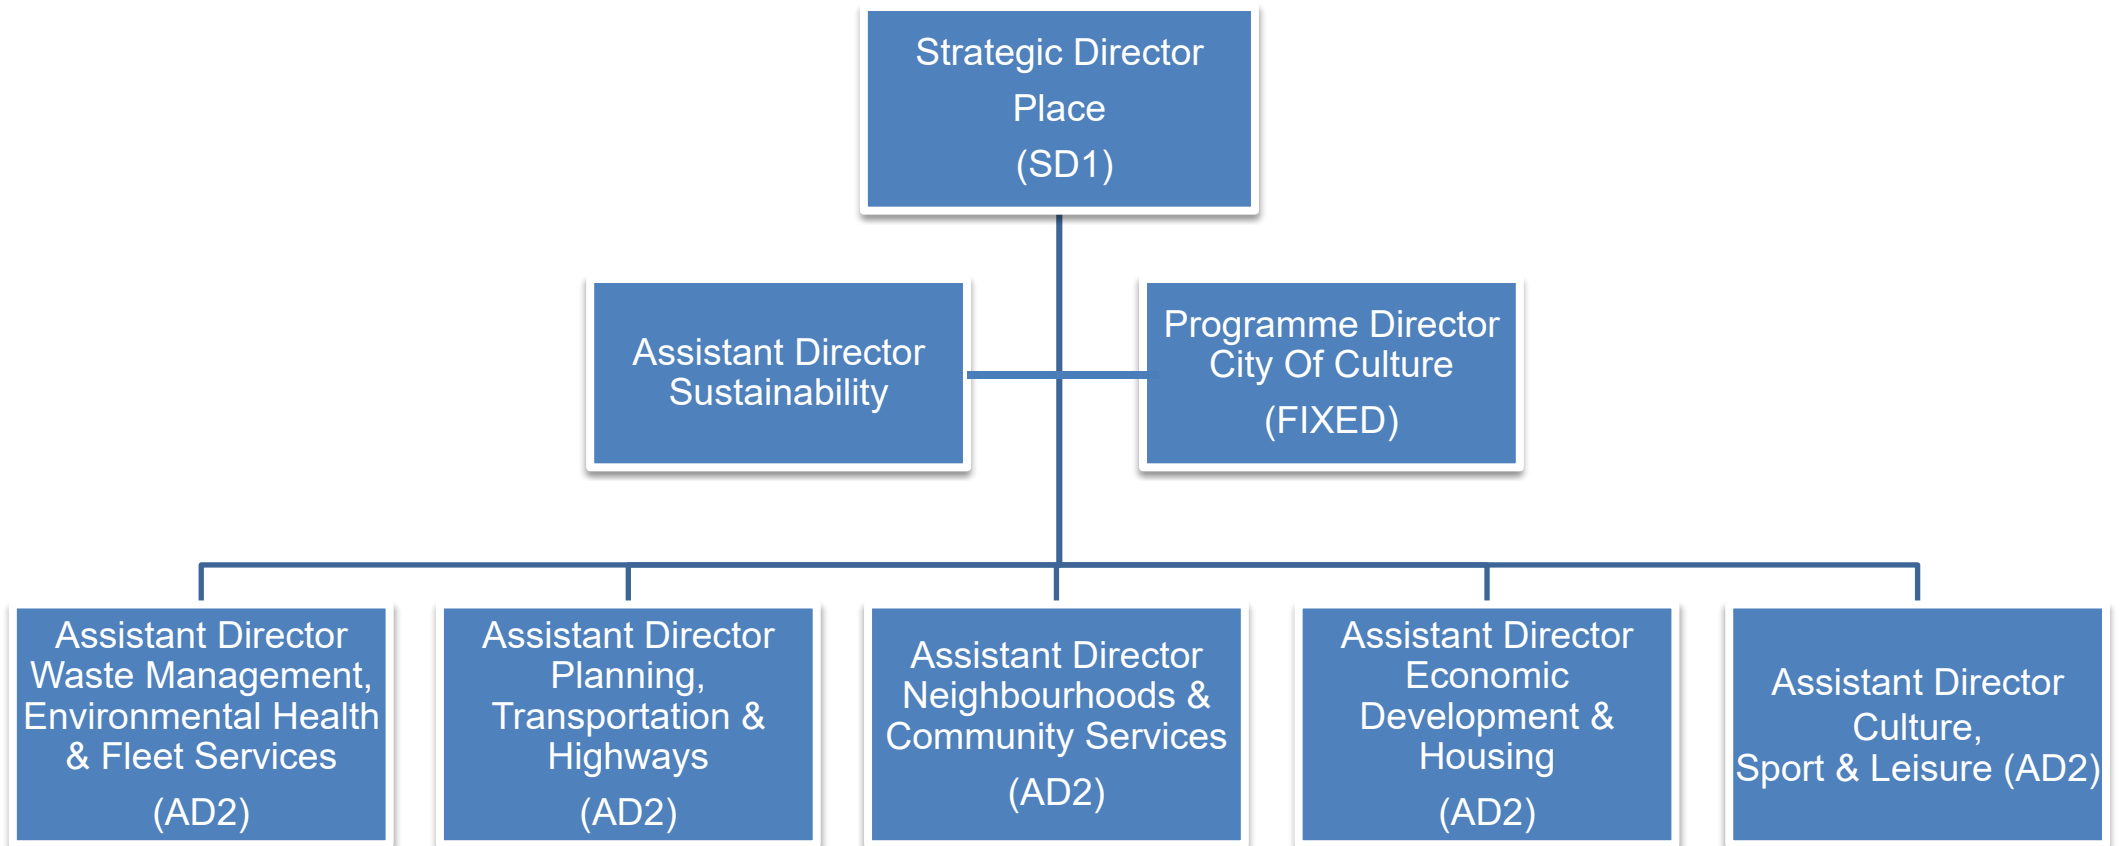 Strategic Director
Place
(SD1)
Assistant Director
Sustainability
Programme Director
City Of Culture
(FIXED)
Assistant Director
Waste Management,
Environmental Health
& Fleet Services
(AD2)
Assistant Director
Planning,
Transportation &
Highways
(AD2)
Assistant Director
Neighbourhoods &
Community Services
(AD2)
Assistant Director
Economic
Development &
Housing
(AD2)
Assistant Director
Culture,
Sport & Leisure (AD2)